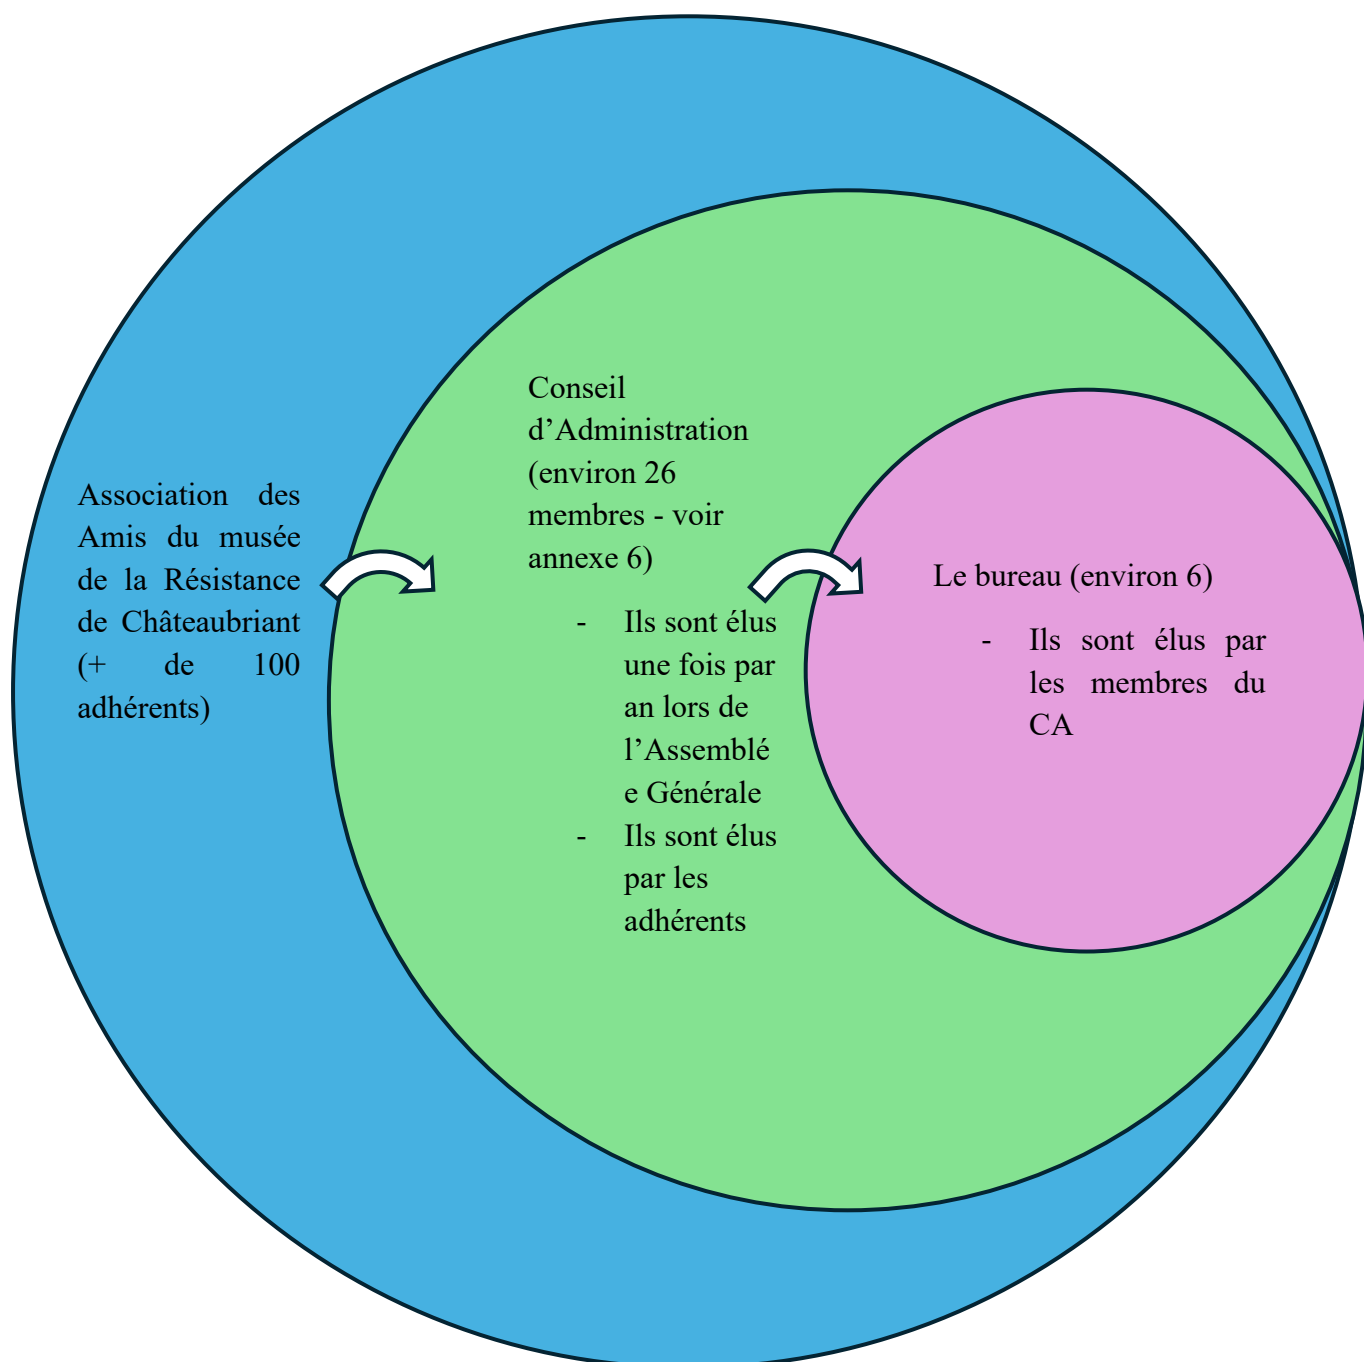 Association des
Amis du musée
de la Résistance
de Châteaubriant
(+ de 100
adhérents)
Conseil
d’Administration
(environ 26
membres - voir
annexe 6)
- Ils sont élus
une fois par
an lors de
l’Assemblé
e Générale
- Ils sont élus
par les
adhérents
Le bureau (environ 6)
- Ils sont élus par
les membres du
CA